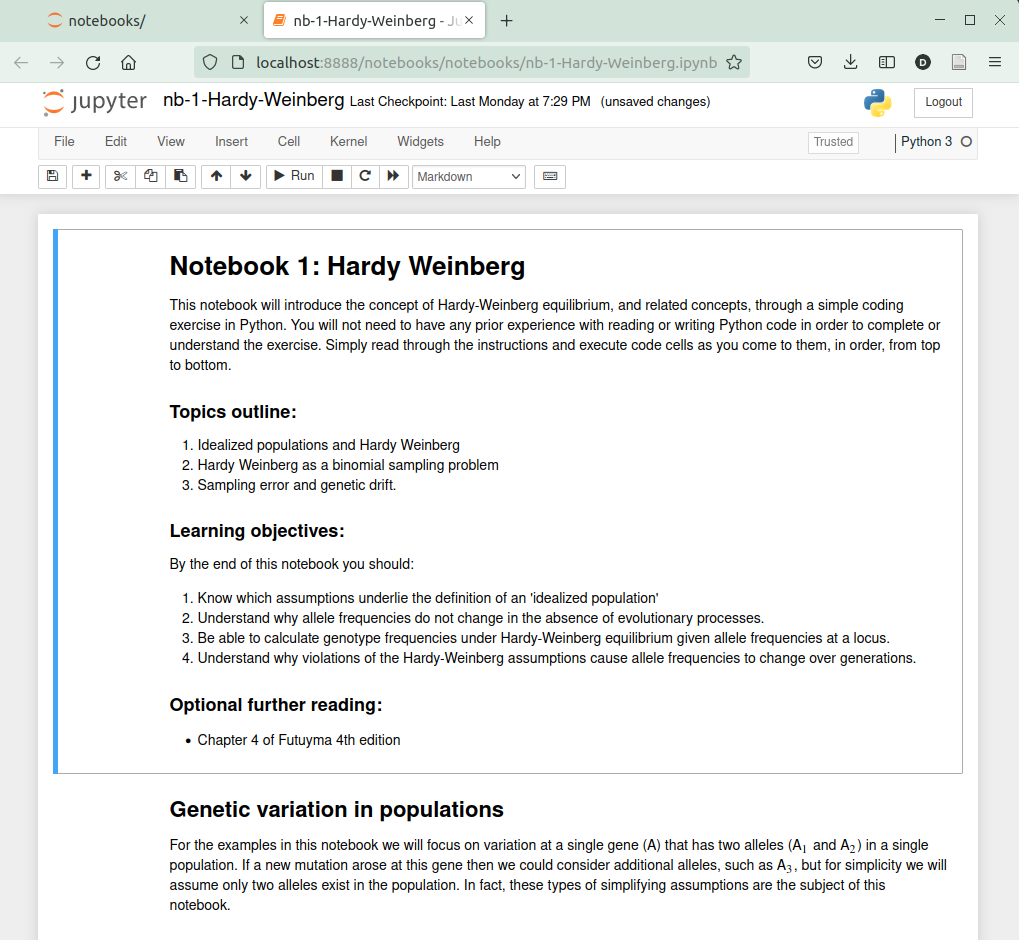 notebooks/
nb-1-Hardy-Weinberg - Ju
localhost:8888/notebooks/notebooks/nb-1-Hardy-Weinberg.ipynb
D
jupyter nb-1-Hardy-Weinberg Last Checkpoint: Last Monday at 7:29 PM (unsaved changes)
Logout
File Edit View Insert Cell Kernel Widgets Help
Trusted
Python 3
Run
Markdown
Notebook 1: Hardy Weinberg
This notebook will introduce the concept of Hardy-Weinberg equilibrium, and related concepts, through a simple coding
exercise in Python. You will not need to have any prior experience with reading or writing Python code in order to complete or
understand the exercise. Simply read through the instructions and execute code cells as you come to them, in order, from top
to bottom.
Topics outline:
1. Idealized populations and Hardy Weinberg
2. Hardy Weinberg as a binomial sampling problem
3. Sampling error and genetic drift.
Learning objectives:
By the end of this notebook you should:
1. Know which assumptions underlie the definition of an 'idealized population'
2. Understand why allele frequencies do not change in the absence of evolutionary processes.
3. Be able to calculate genotype frequencies under Hardy-Weinberg equilibrium given allele frequencies at a locus.
4. Understand why violations of the Hardy-Weinberg assumptions cause allele frequencies to change over generations.
Optional further reading:
• Chapter 4 of Futuyma 4th edition
Genetic variation in populations
For the examples in this notebook we will focus on variation at a single gene (A) that has two alleles (A₁ and A₂) in a single
population. If a new mutation arose at this gene then we could consider additional alleles, such as A₃, but for simplicity we will
assume only two alleles exist in the population. In fact, these types of simplifying assumptions are the subject of this
notebook.